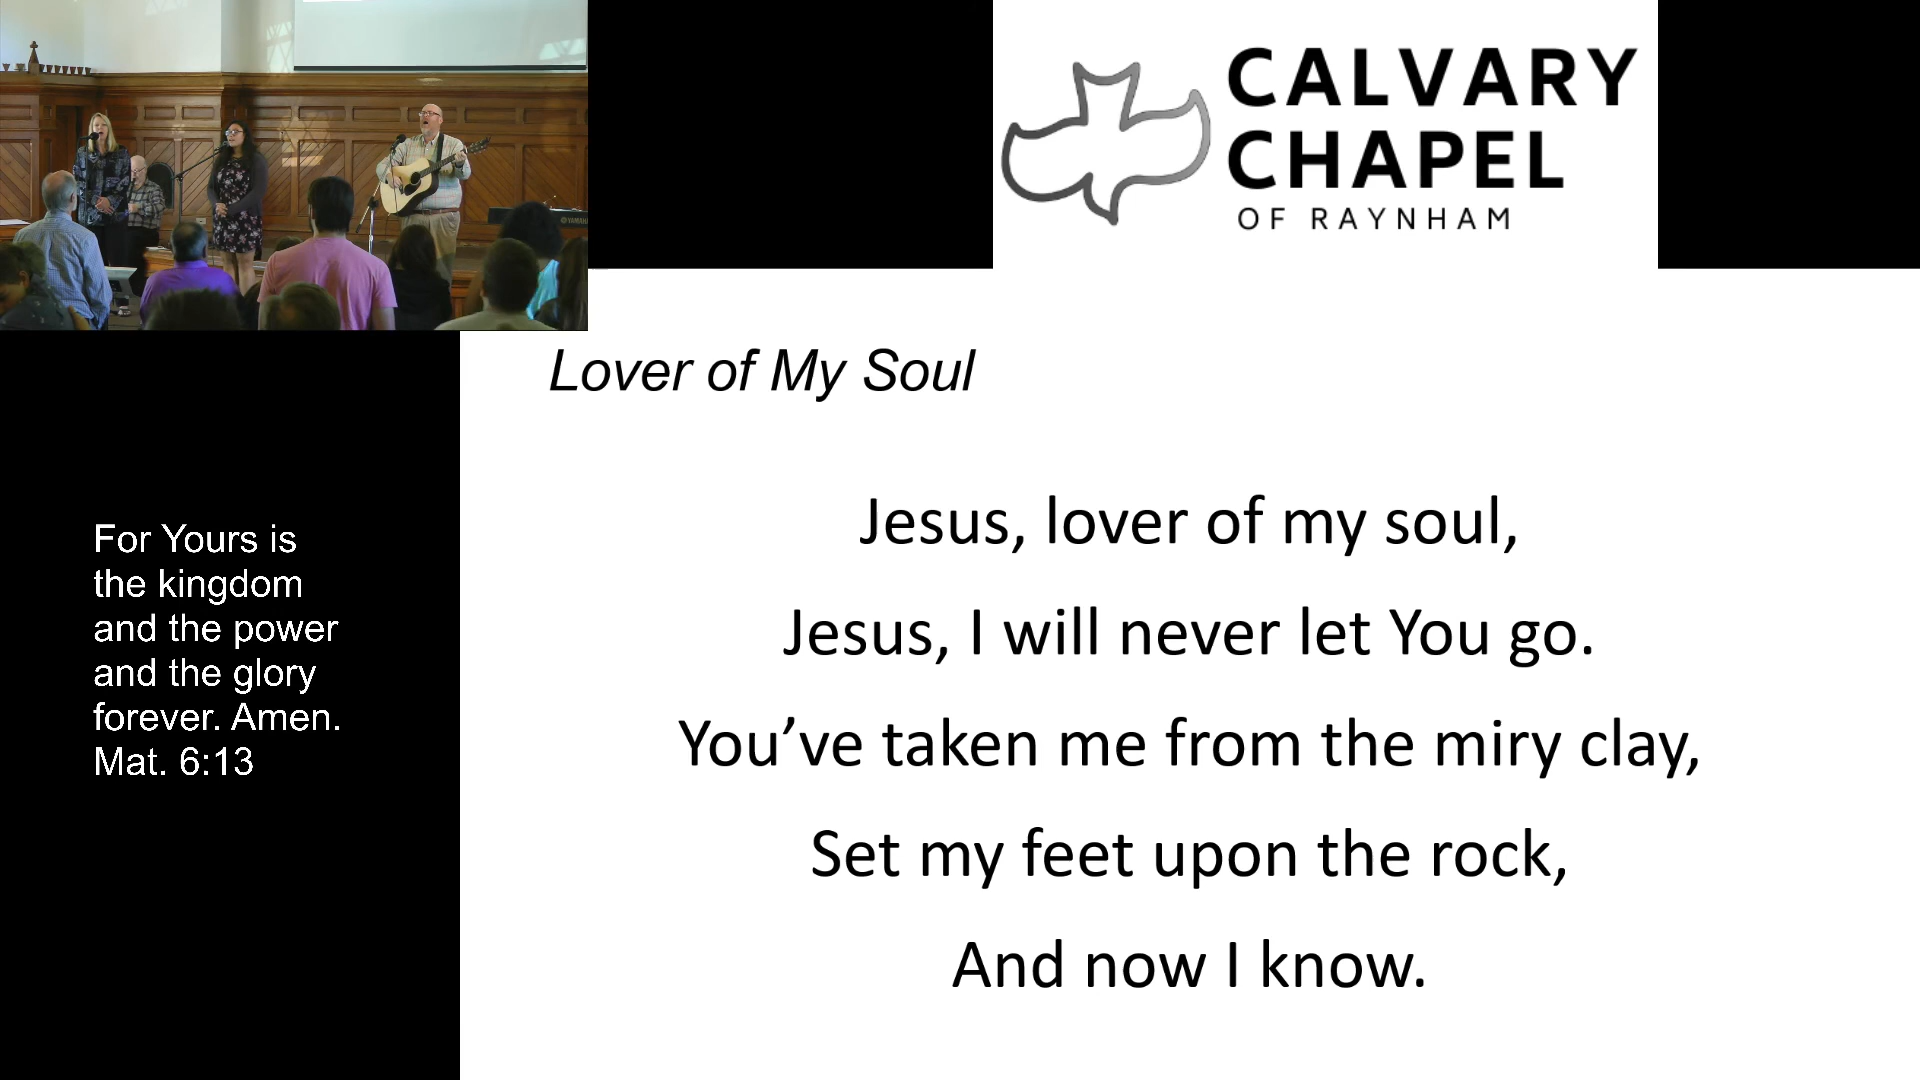 CALVARY
CHAPEL
OF RAYNHAM
Lover of My Soul
Jesus, lover of my soul,
Jesus, I will never let You go.
You’ve taken me from the miry clay,
Set my feet upon the rock,
And now I know.
For Yours is
the kingdom
and the power
and the glory
forever. Amen.
Mat. 6:13
YAMAHA